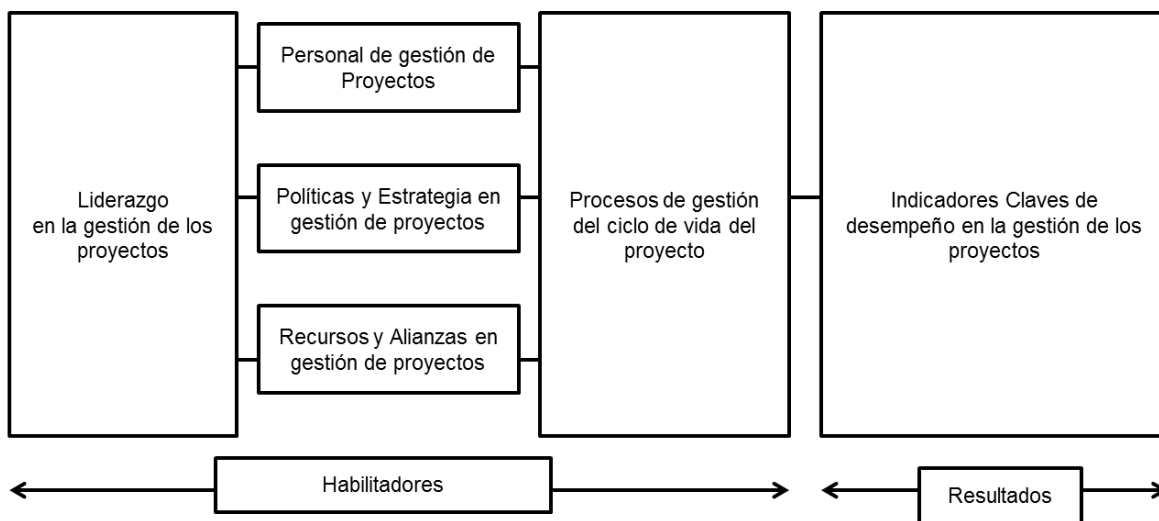 Liderazgo
en la gestión de los
proyectos
Personal de gestión de
Proyectos
Políticas y Estrategia en
gestión de proyectos
Recursos y Alianzas en
gestión de proyectos
Procesos de gestión
del ciclo de vida del
proyecto
Indicadores Claves de
desempeño en la gestión de los
proyectos
Habilitadores
Resultados